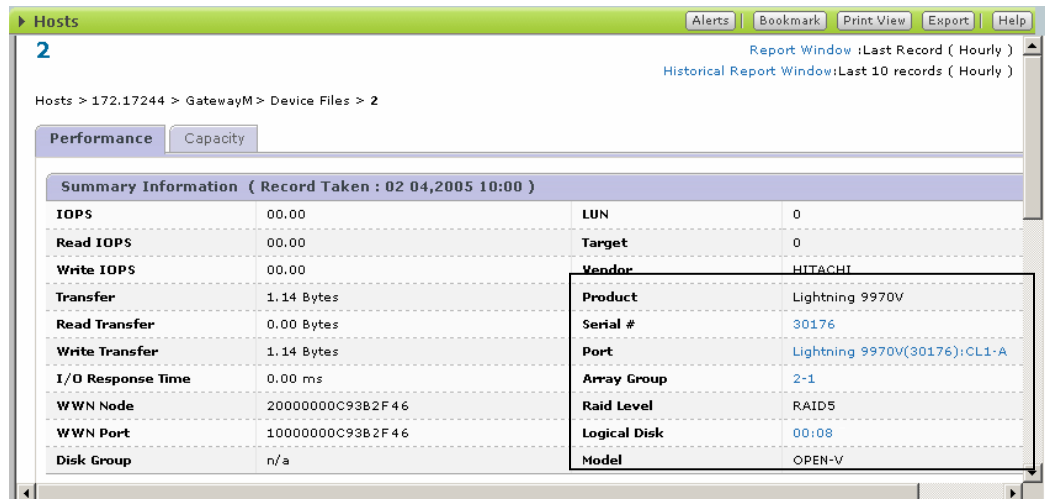 Hosts
Alerts | Bookmark | Print View | Export | Help
2
Report Window :Last Record ( Hourly )
Historical Report Window:Last 10 records ( Hourly )
Hosts > 172.17244 > GatewayM > Device Files > 2
Performance Capacity
Summary Information ( Record Taken : 02 04,2005 10:00 )
IOPS 00.00 LUN 0
Read IOPS 00.00 Target 0
Write IOPS 00.00 Vendor HITACHI
Transfer 1.14 Bytes Product Lightning 9970V
Read Transfer 0.00 Bytes Serial # 30176
Write Transfer 1.14 Bytes Port Lightning 9970V(30176):CL1-A
I/O Response Time 0.00 ms Array Group 2-1
WWN Node 20000000C93B2F46 Raid Level RAID5
WWN Port 10000000C93B2F46 Logical Disk 00:08
Disk Group n/a Model OPEN-V